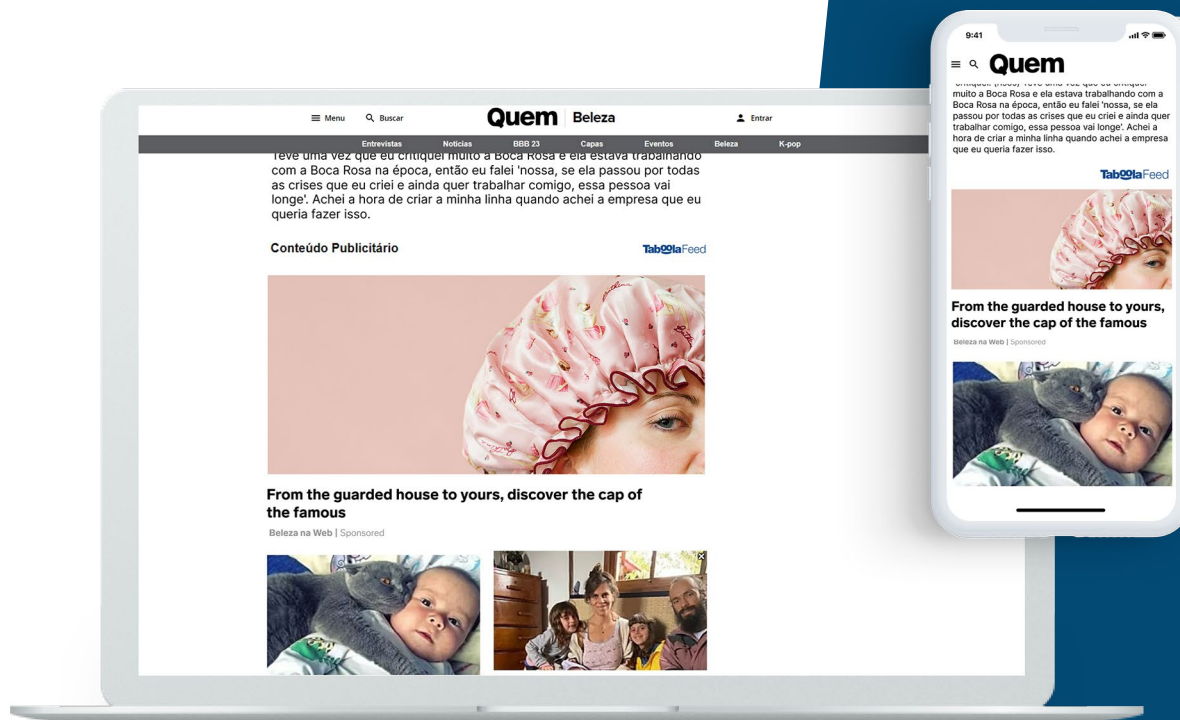 Menu
Buscar
Quem
Beleza
Entrar
Entrevistas
Notícias
BBB 23
Capas
Eventos
Beleza
K-pop
Teve uma vez que eu critiquei muito a Boca Rosa e ela estava trabalhando
com a Boca Rosa na época, então eu falei 'nossa, se ela passou por todas
as crises que eu criei e ainda quer trabalhar comigo, essa pessoa vai
longe'. Achei a hora de criar a minha linha quando achei a empresa que eu
queria fazer isso.
Conteúdo Publicitário
Taboola Feed
From the guarded house to yours, discover the cap of
the famous
Beleza na Web | Sponsored
9:41
Quem
muito a Boca Rosa e ela estava trabalhando com a
Boca Rosa na época, então eu falei 'nossa, se ela
passou por todas as crises que eu criei e ainda quer
trabalhar comigo, essa pessoa vai longe'. Achei a
hora de criar a minha linha quando achei a empresa
que eu queria fazer isso.
Taboola Feed
From the guarded house to yours,
discover the cap of the famous
Beleza na Web | Sponsored